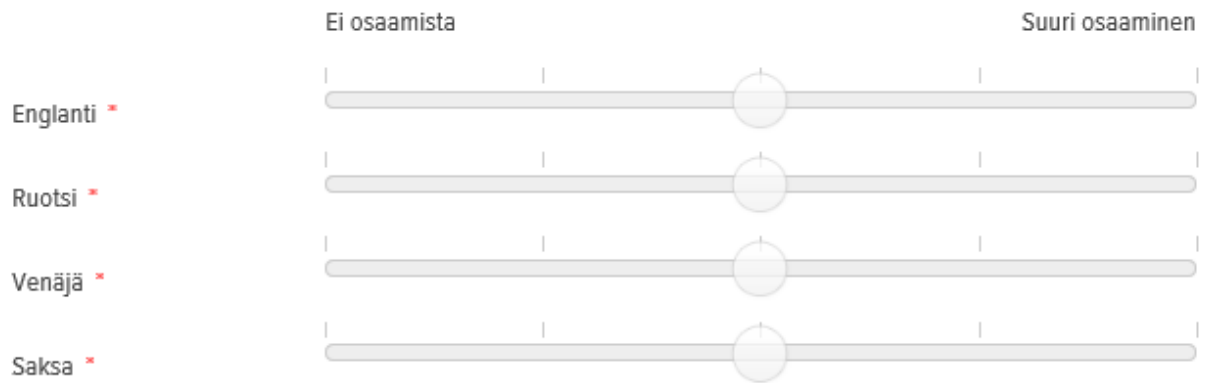 Ei osaamista Suuri osaaminen
Englanti *
Ruotsi *
Venäjä *
Saksa *